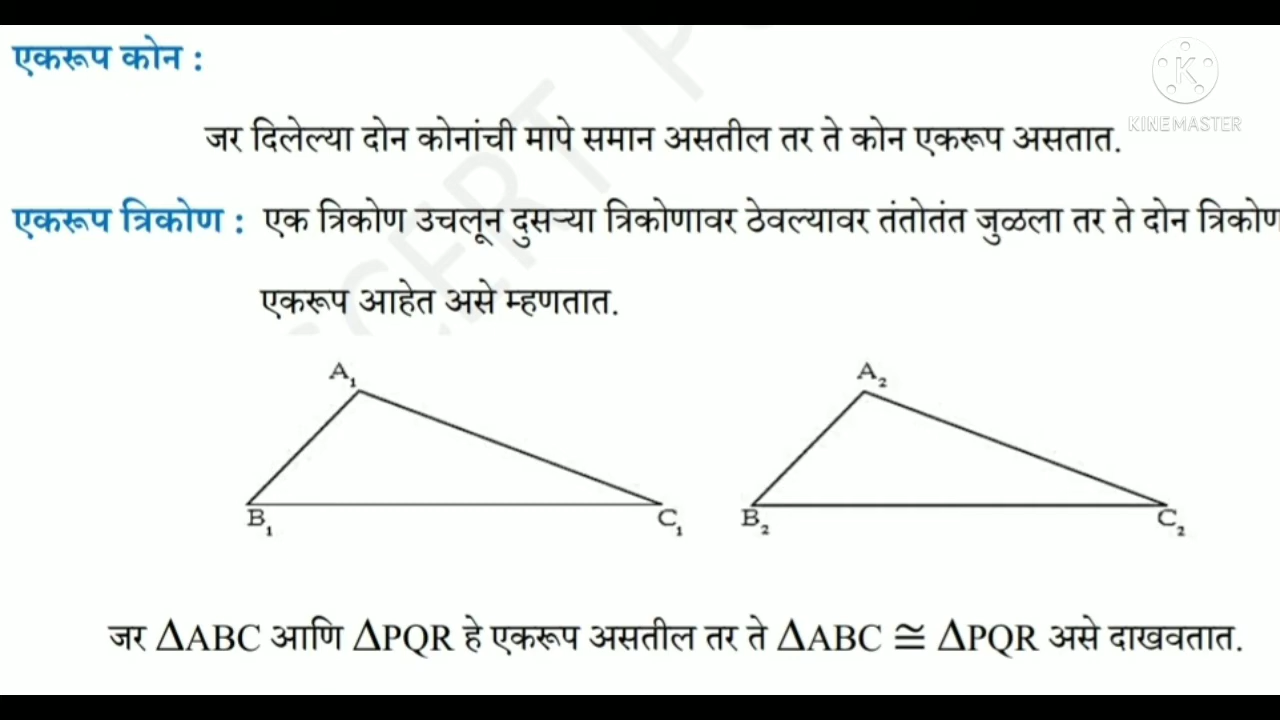 एकरूप कोन :
KINEMASTER
जर दिलेल्या दोन कोनांची मापे समान असतील तर ते कोन एकरूप असतात.
एकरूप त्रिकोण : एक त्रिकोण उचलून दुसऱ्या त्रिकोणावर ठेवल्यावर तंतोतंत जुळला तर ते दोन त्रिकोण
एकरूप आहेत असे म्हणतात.
A₁ A₂
B₁ C₁ B₂ C₂
जर ΔABC आणि ΔPQR हे एकरूप असतील तर ते ΔABC ≅ ΔPQR असे दाखवतात.